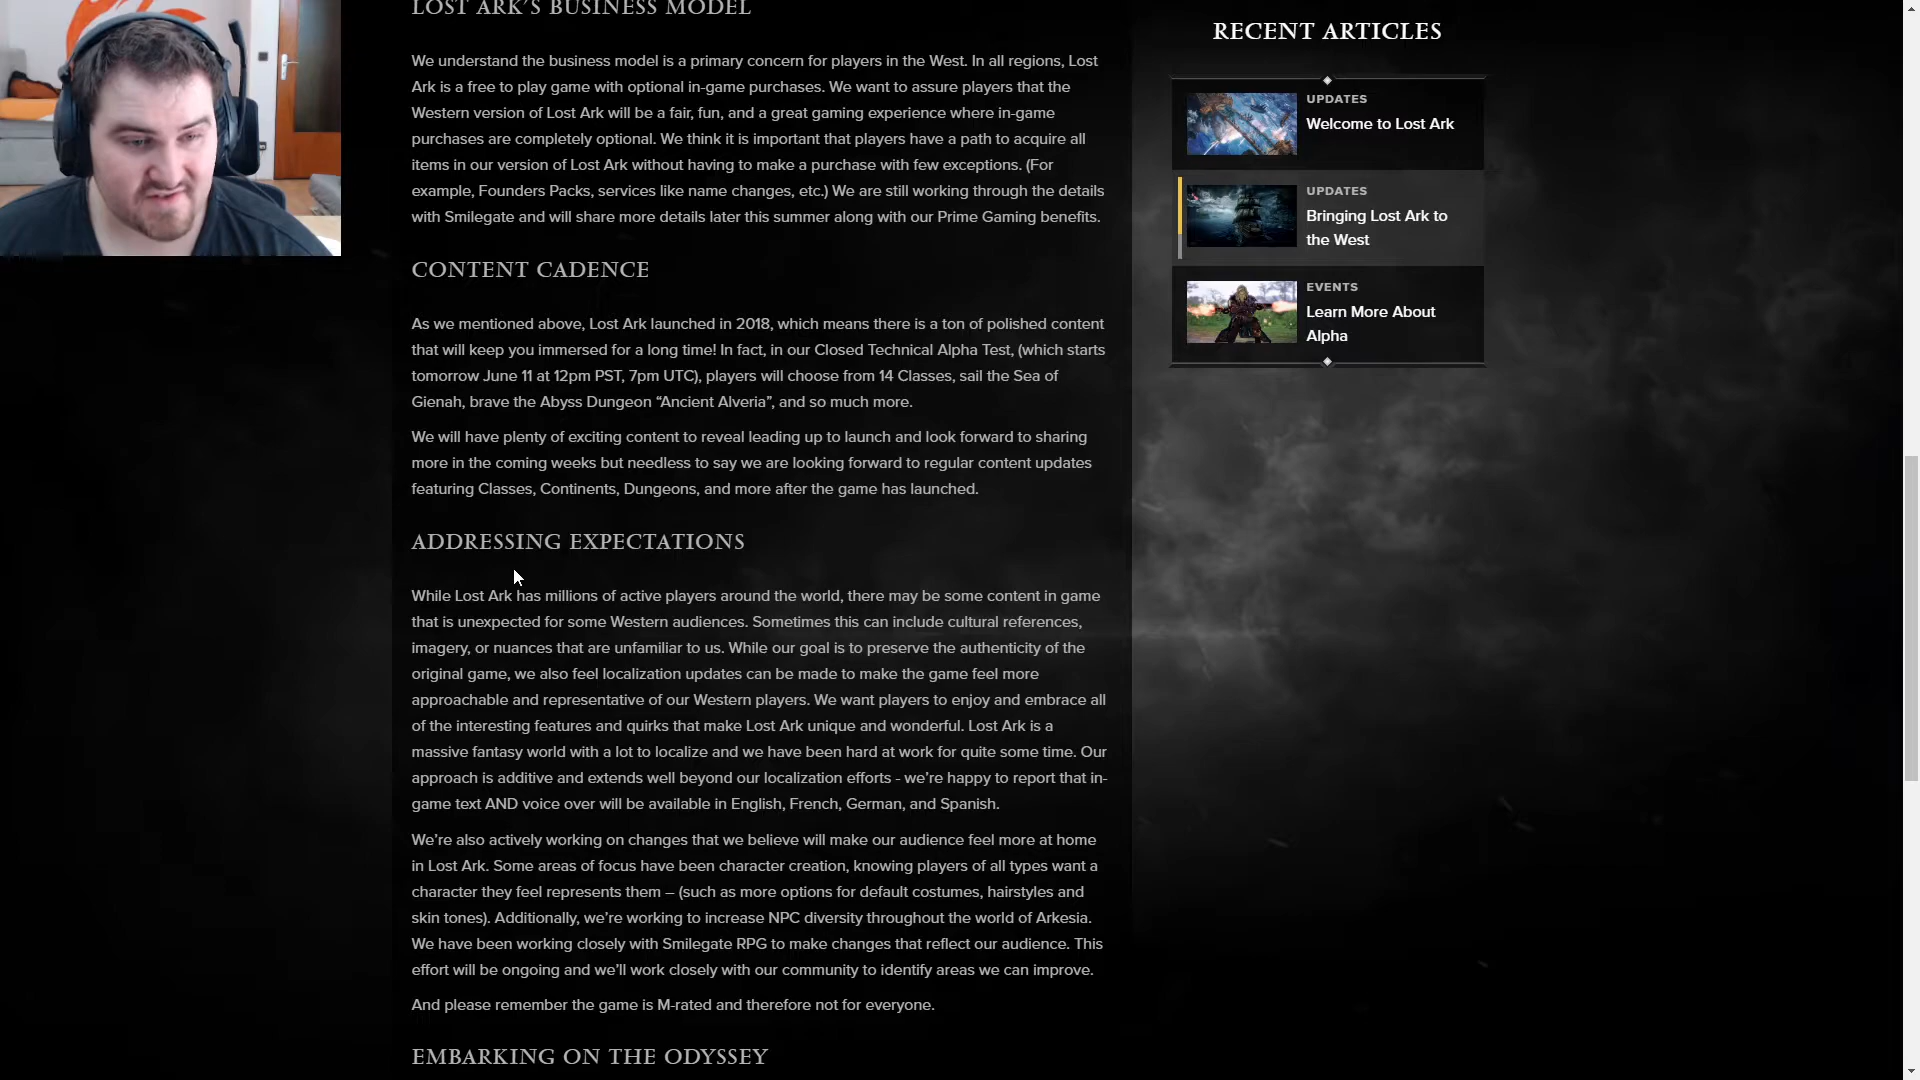 LOST ARK'S BUSINESS MODEL
We understand the business model is a primary concern for players in the West. In all regions, Lost
Ark is a free to play game with optional in-game purchases. We want to assure players that the
Western version of Lost Ark will be a fair, fun, and a great gaming experience where in-game
purchases are completely optional. We think it is important that players have a path to acquire all
items in our version of Lost Ark without having to make a purchase with few exceptions. (For
example, Founders Packs, services like name changes, etc.) We are still working through the details
with Smilegate and will share more details later this summer along with our Prime Gaming benefits.
CONTENT CADENCE
As we mentioned above, Lost Ark launched in 2018, which means there is a ton of polished content
that will keep you immersed for a long time! In fact, in our Closed Technical Alpha Test, (which starts
tomorrow June 11 at 12pm PST, 7pm UTC), players will choose from 14 Classes, sail the Sea of
Gienah, brave the Abyss Dungeon “Ancient Alveria”, and so much more.
We will have plenty of exciting content to reveal leading up to launch and look forward to sharing
more in the coming weeks but needless to say we are looking forward to regular content updates
featuring Classes, Continents, Dungeons, and more after the game has launched.
ADDRESSING EXPECTATIONS
While Lost Ark has millions of active players around the world, there may be some content in game
that is unexpected for some Western audiences. Sometimes this can include cultural references,
imagery, or nuances that are unfamiliar to us. While our goal is to preserve the authenticity of the
original game, we also feel localization updates can be made to make the game feel more
approachable and representative of our Western players. We want players to enjoy and embrace all
of the interesting features and quirks that make Lost Ark unique and wonderful. Lost Ark is a
massive fantasy world with a lot to localize and we have been hard at work for quite some time. Our
approach is additive and extends well beyond our localization efforts - we’re happy to report that in-
game text AND voice over will be available in English, French, German, and Spanish.
We’re also actively working on changes that we believe will make our audience feel more at home
in Lost Ark. Some areas of focus have been character creation, knowing players of all types want a
character they feel represents them – (such as more options for default costumes, hairstyles and
skin tones). Additionally, we’re working to increase NPC diversity throughout the world of Arkesia.
We have been working closely with Smilegate RPG to make changes that reflect our audience. This
effort will be ongoing and we’ll work closely with our community to identify areas we can improve.
And please remember the game is M-rated and therefore not for everyone.
EMBARKING ON THE ODYSSEY
RECENT ARTICLES
UPDATES
Welcome to Lost Ark
UPDATES
Bringing Lost Ark to
the West
EVENTS
Learn More About
Alpha